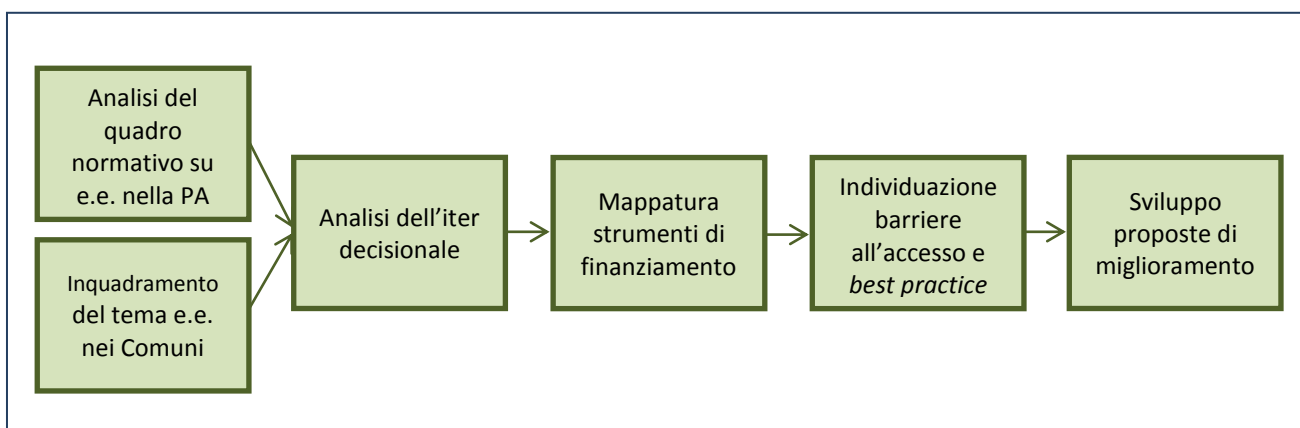 Analisi del
quadro
normativo su
e.e. nella PA
Inquadramento
del tema e.e.
nei Comuni
Analisi dell’iter
decisionale
Mappatura
strumenti di
finanziamento
Individuazione
barriere
all’accesso e
best practice
Sviluppo
proposte di
miglioramento